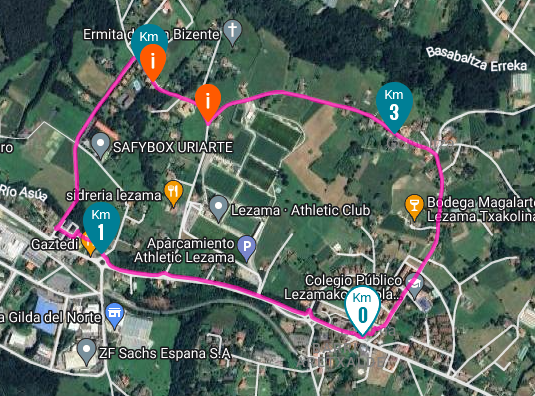 Ermita de San Bizente
Km
i
i
Basabaltza Erreka
Km
3
ro
SAFYBOX URIARTE
Río Asúa
sidreria lezama
Lezama · Athletic Club
Bodega Magalarte
Lezama Txakolina
Km
1
Gaztedi
Aparcamiento
Athletic Lezama
P
Colegio Público
Lezamako
Km
0
a Gilda del Norte
ZF Sachs Espana S.A